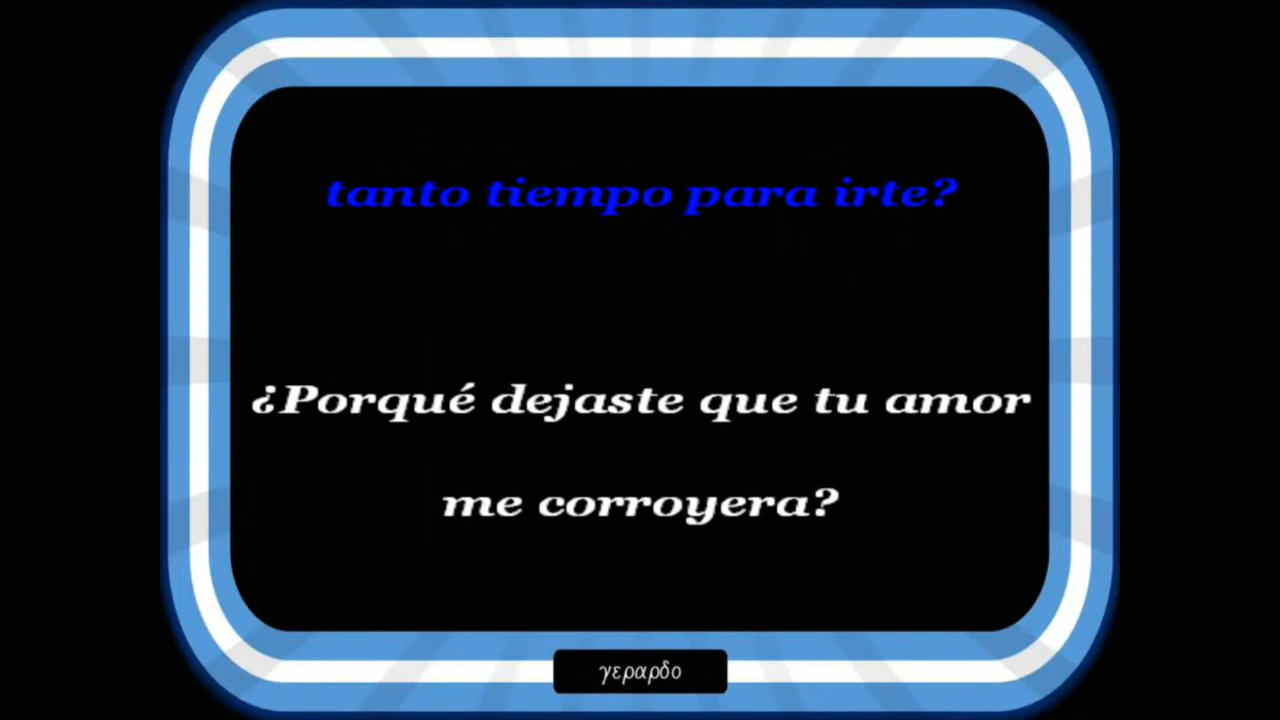 tanto tiempo para irte?
¿Porqué dejaste que tu amor
me corroyera?
γεραρδο